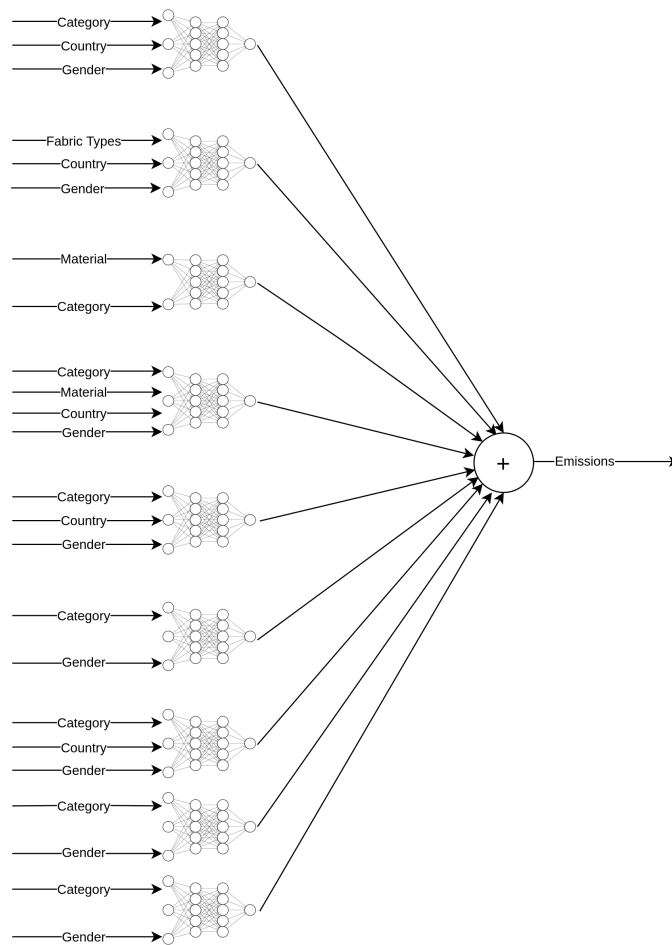 Category
Country
Gender
Fabric Types
Country
Gender
Material
Category
Category
Material
Country
Gender
+
Emissions
Category
Country
Gender
Category
Gender
Category
Country
Gender
Category
Gender
Category
Gender